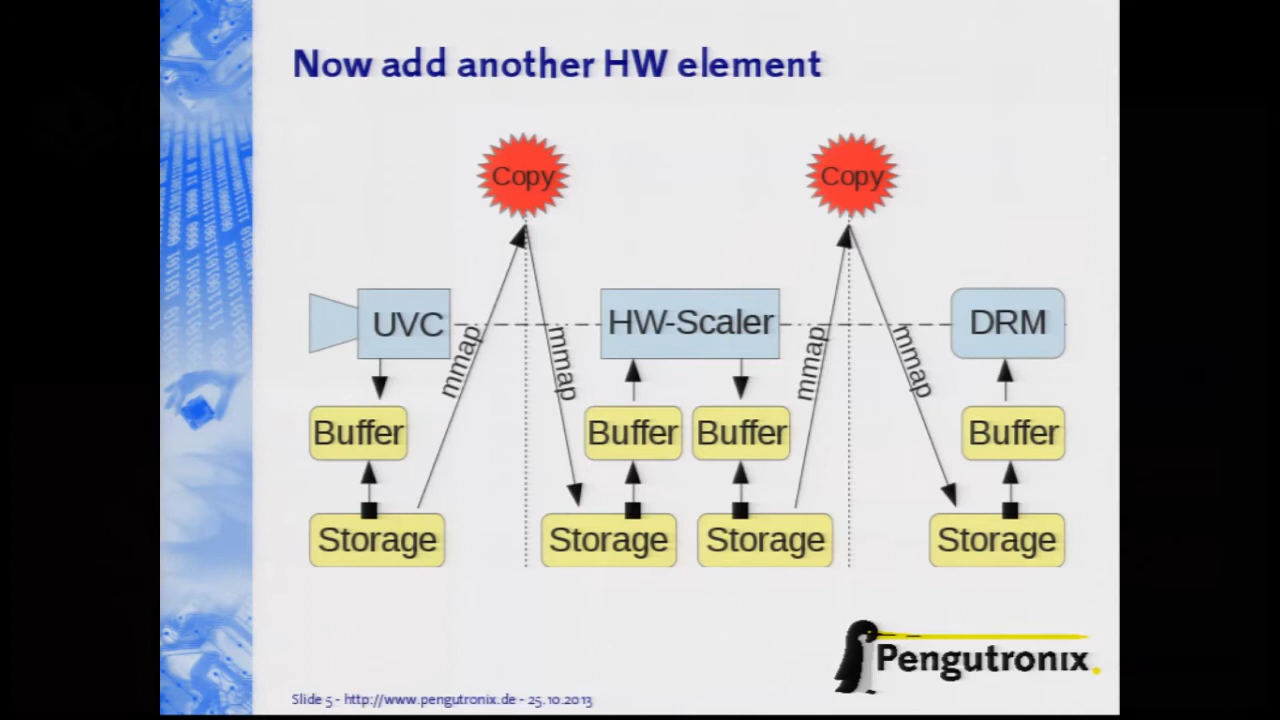 Now add another HW element
Copy
Copy
UVC
HW-Scaler
DRM
mmap
mmap
mmap
mmap
Buffer
Buffer
Buffer
Buffer
Storage
Storage
Storage
Storage
Pengutronix
Slide 5 - http://www.pengutronix.de - 25.10.2013